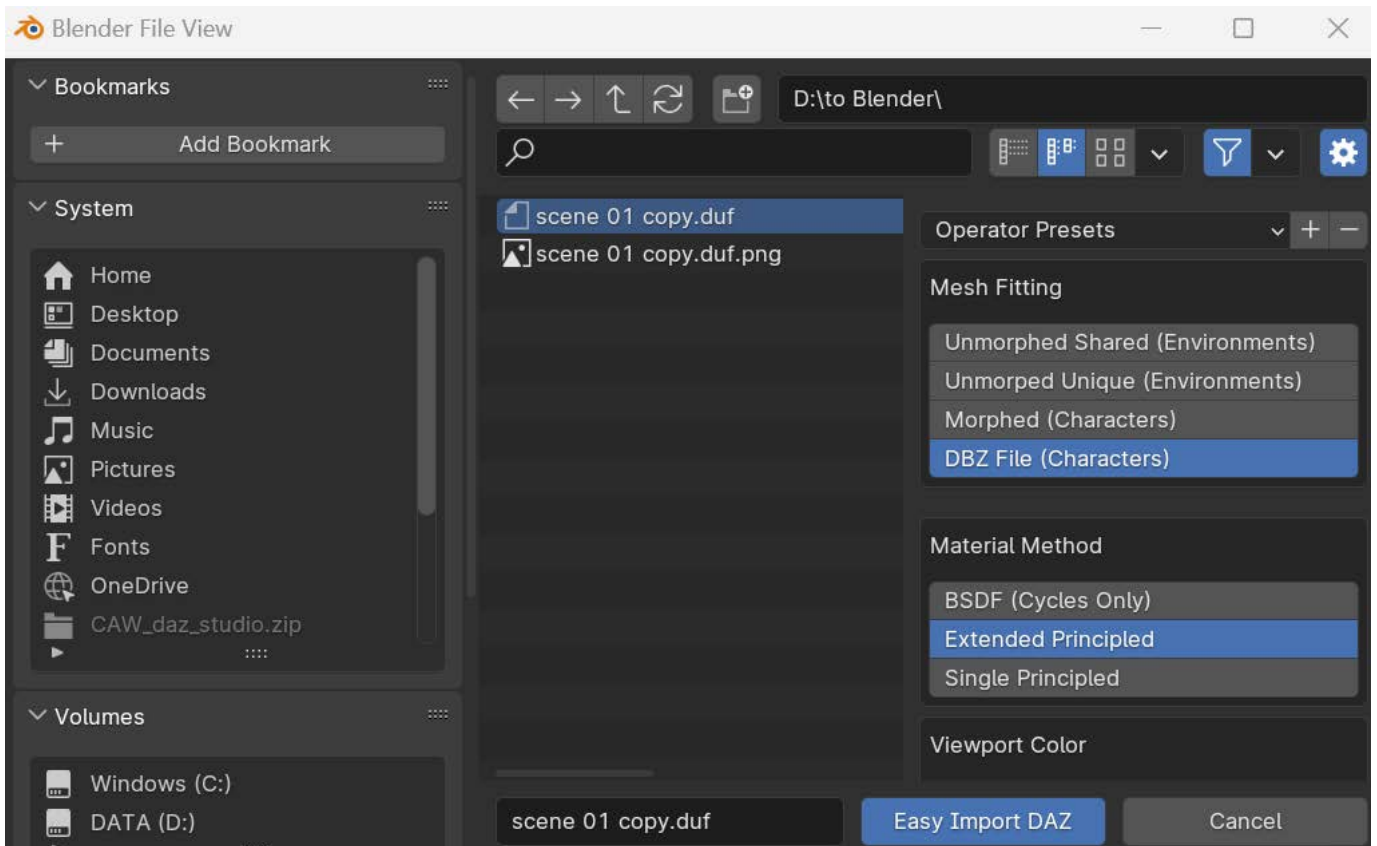 Blender File View
Bookmarks
Add Bookmark
System
Home
Desktop
Documents
Downloads
Music
Pictures
Videos
Fonts
OneDrive
CAW_daz_studio.zip
Volumes
Windows (C:)
DATA (D:)
D:\to Blender\
scene 01 copy.duf
scene 01 copy.duf.png
Operator Presets
Mesh Fitting
Unmorphed Shared (Environments)
Unmorped Unique (Environments)
Morphed (Characters)
DBZ File (Characters)
Material Method
BSDF (Cycles Only)
Extended Principled
Single Principled
Viewport Color
scene 01 copy.duf
Easy Import DAZ
Cancel